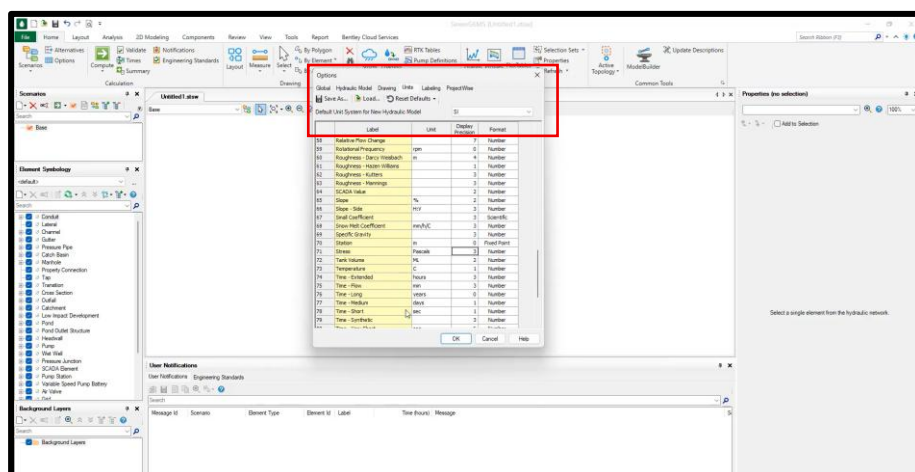 SewerGEMS [Untitled1.stsw]
File Home Layout Analysis 2D Modeling Components Review View Tools Report Bentley Cloud Services
Search Ribbon (F3)
Scenarios
Alternatives
Options
Compute
Validate
Times
Summary
Notifications
Engineering Standards
Calculation
Layout
Measure
Select
By Polygon
By Element
Drawing
RTK Tables
Pump Definitions
Selection Sets
Properties
Refresh
Active Topology
ModelBuilder
Update Descriptions
Common Tools
Scenarios
Search
Base
Untitled1.stsw
Base
Element Symbology
<default>
Search
Conduit
Lateral
Channel
Gutter
Pressure Pipe
Catch Basin
Manhole
Property Connection
Tap
Transition
Cross Section
Outfall
Catchment
Low Impact Development
Pond
Pond Outlet Structure
Headwall
Pump
Wet Well
Pressure Junction
SCADA Element
Pump Station
Variable Speed Pump Battery
Air Valve
Background Layers
Search
Background Layers
Options
Global Hydraulic Model Drawing Units Labeling ProjectWise
Save As... Load... Reset Defaults
Default Unit System for New Hydraulic Model SI
Label Unit Display Precision Format
58 Relative Flow Change 7 Number
59 Rotational Frequency rpm 0 Number
60 Roughness - Darcy Weisbach m 4 Number
61 Roughness - Hazen-Williams 1 Number
62 Roughness - Kutters 3 Number
63 Roughness - Mannings 3 Number
64 SCADA Value 2 Number
65 Slope % 2 Number
66 Slope - Side H:V 3 Number
67 Small Coefficient 3 Scientific
68 Snow Melt Coefficient mm/h/C 3 Number
69 Specific Gravity 3 Number
70 Station m 0 Fixed Point
71 Stress Pascals 3 Number
72 Tank Volume ML 2 Number
73 Temperature C 1 Number
74 Time - Extended hours 3 Number
75 Time - Flow min 3 Number
76 Time - Long years 0 Number
77 Time - Medium days 1 Number
78 Time - Short sec 1 Number
79 Time - Synthetic 3 Number
OK Cancel Help
User Notifications
User Notifications Engineering Standards
Message Id Scenario Element Type Element Id Label Time (hours) Message
Properties (no selection)
100%
Add to Selection
Select a single element from the hydraulic network.